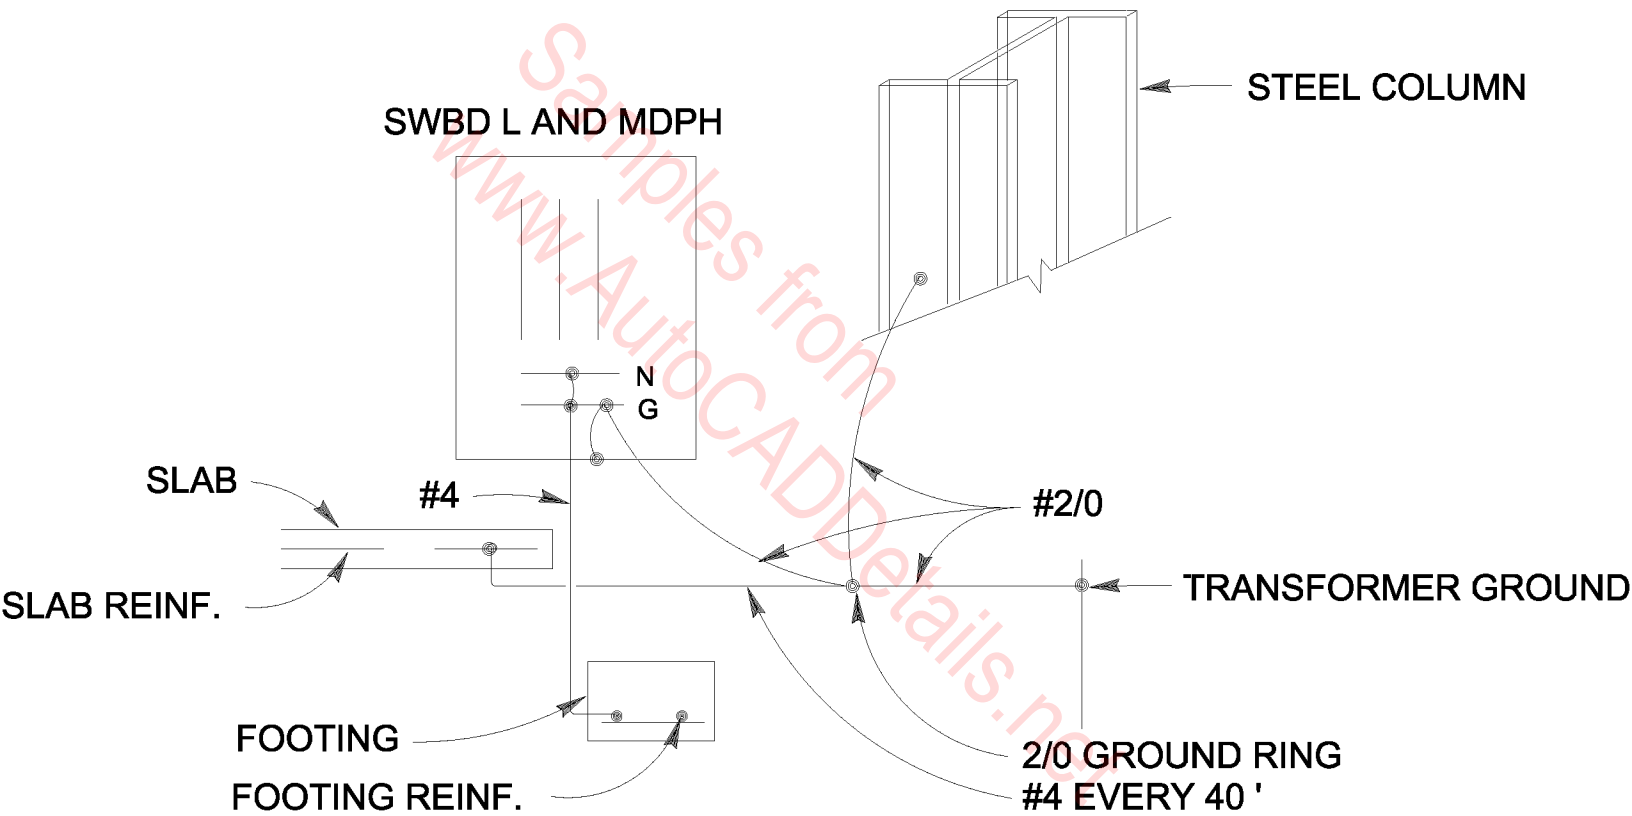 STEEL COLUMN
SWBD L AND MDPH
N
G
SLAB
#4
#2/0
SLAB REINF.
TRANSFORMER GROUND
FOOTING
2/0 GROUND RING
FOOTING REINF.
#4 EVERY 40 '
Samples from
www.AutoCADDetails.net